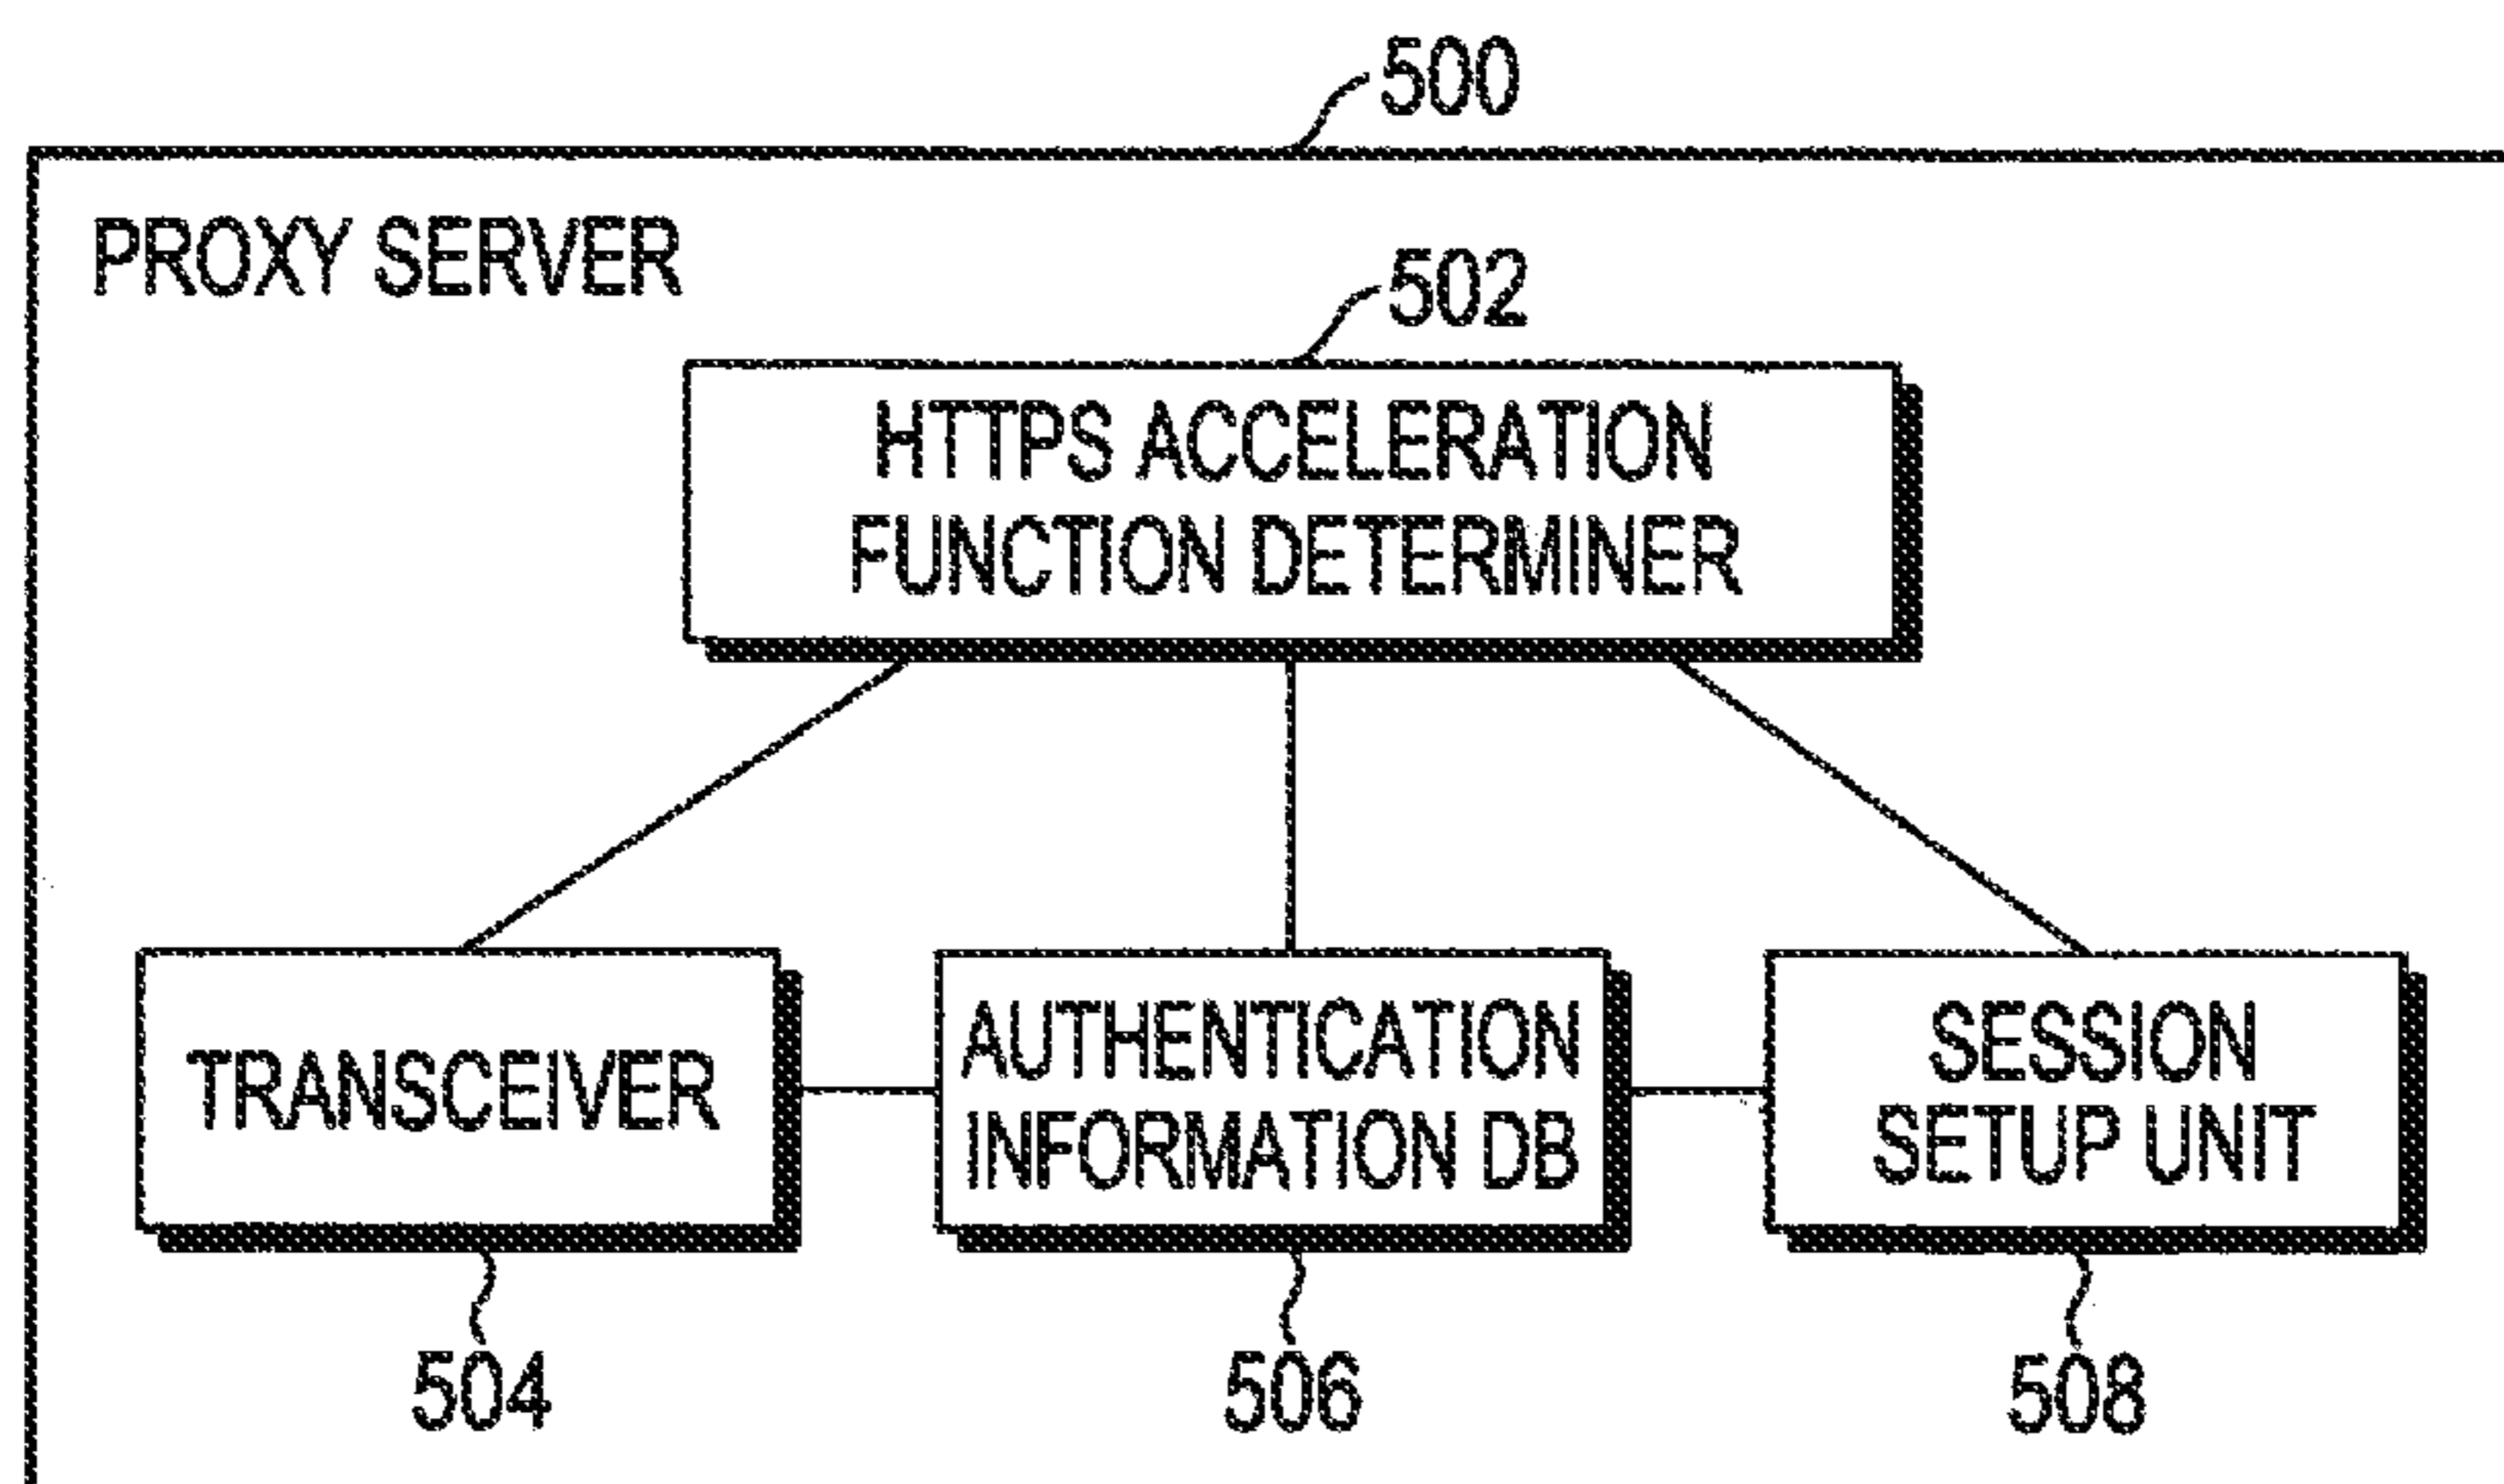 500
PROXY SERVER
502
HTTPS ACCELERATION
FUNCTION DETERMINER
TRANSCEIVER
AUTHENTICATION
INFORMATION DB
SESSION
SETUP UNIT
504
506
508